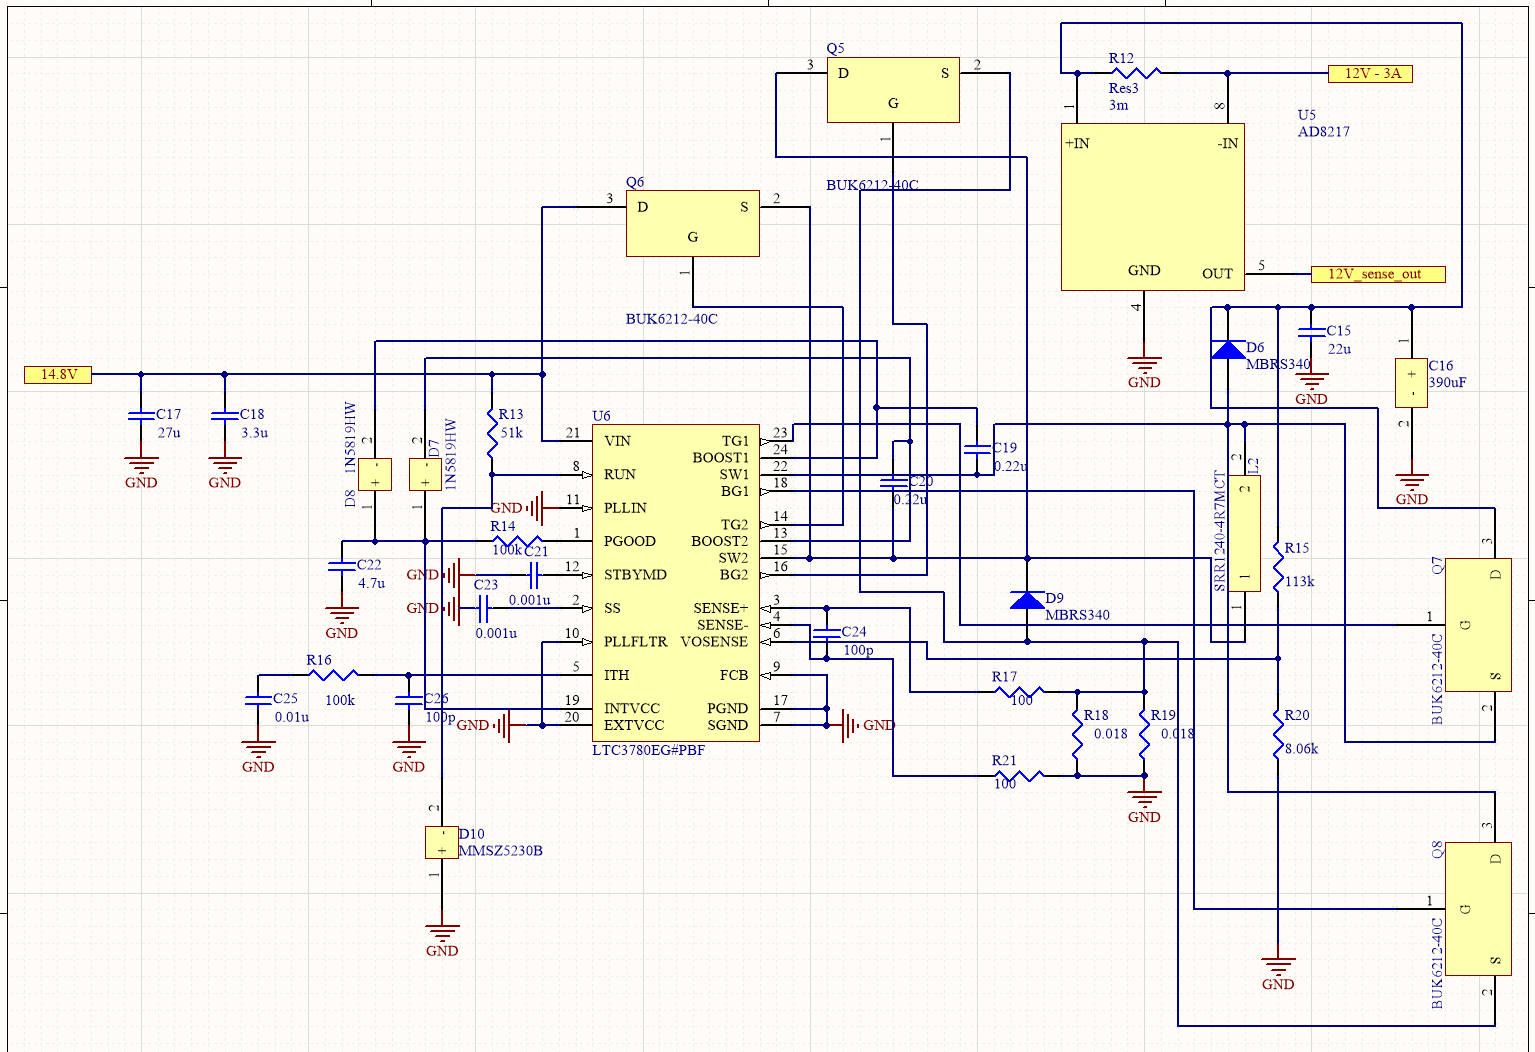 Q5
3 D S 2
G
1
BUK6212-40C
R12
Res3
3m
12V - 3A
1
8
U5
AD8217
+IN -IN
GND OUT 5
12V_sense_out
4
GND
Q6
3 D S 2
G
1
BUK6212-40C
14.8V
C17
27u
GND
C18
3.3u
GND
D8 1N5819HW
2
- +
1
D7 1N5819HW
2
- +
1
R13
51k
U6
21 VIN
8 RUN
GND 11 PLLIN
R14
100k
1 PGOOD
C21
0.001u
GND 12 STBYMD
C23
0.001u
GND 2 SS
10 PLLFLTR
5 ITH
19 INTVCC
GND 20 EXTVCC
TG1 23
BOOST1 24
SW1 22
BG1 18
TG2 14
BOOST2 13
SW2 15
BG2 16
SENSE+ 3
SENSE- 4
VOSENSE 6
FCB 9
PGND 17
SGND 7
GND
LTC3780EG#PBF
C22
4.7u
GND
R16
100k
C25
0.01u
GND
C26
100p
GND
2
-
+
D10
MMSZ5230B
1
GND
C19
0.22u
C20
0.22u
C24
100p
D9
MBRS340
R17
100
R18
0.018
R19
0.018
R21
100
GND
D6
MBRS340
C15
22u
GND
1
+
-
C16
390uF
2
GND
2 L2
2
SRR1240-4R7MCT
1
1
R15
113k
R20
8.06k
GND
3
Q7
D
1 G
S
BUK6212-40C
2
3
Q8
D
1 G
S
BUK6212-40C
2